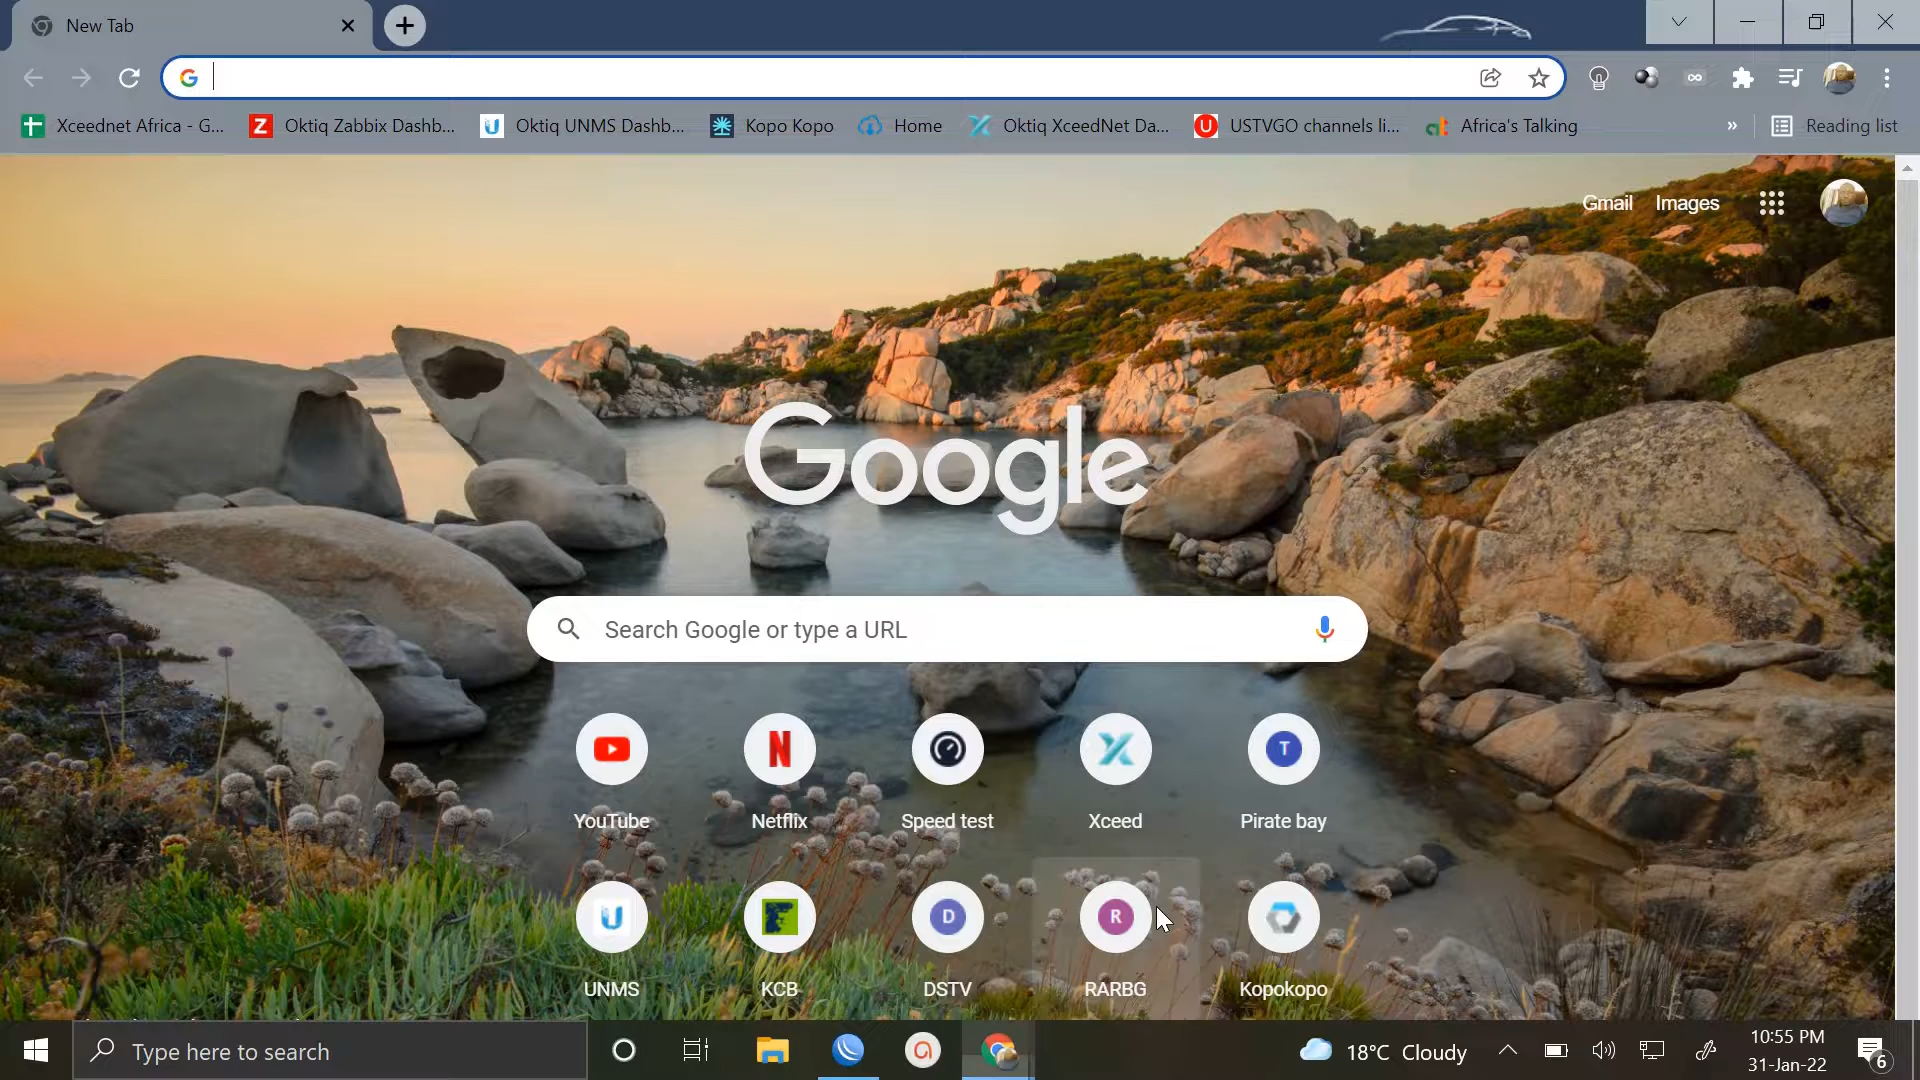 New Tab
Xceednet Africa - G...
Oktiq Zabbix Dashb...
Oktiq UNMS Dashb...
Kopo Kopo
Home
Oktiq XceedNet Da...
USTVGO channels li...
Africa's Talking
»
Reading list
Gmail
Images
Google
Search Google or type a URL
YouTube
Netflix
Speed test
Xceed
T
Pirate bay
UNMS
KCB
D
DSTV
R
RARBG
Kopokopo
Type here to search
18°C Cloudy
10:55 PM
31-Jan-22
6